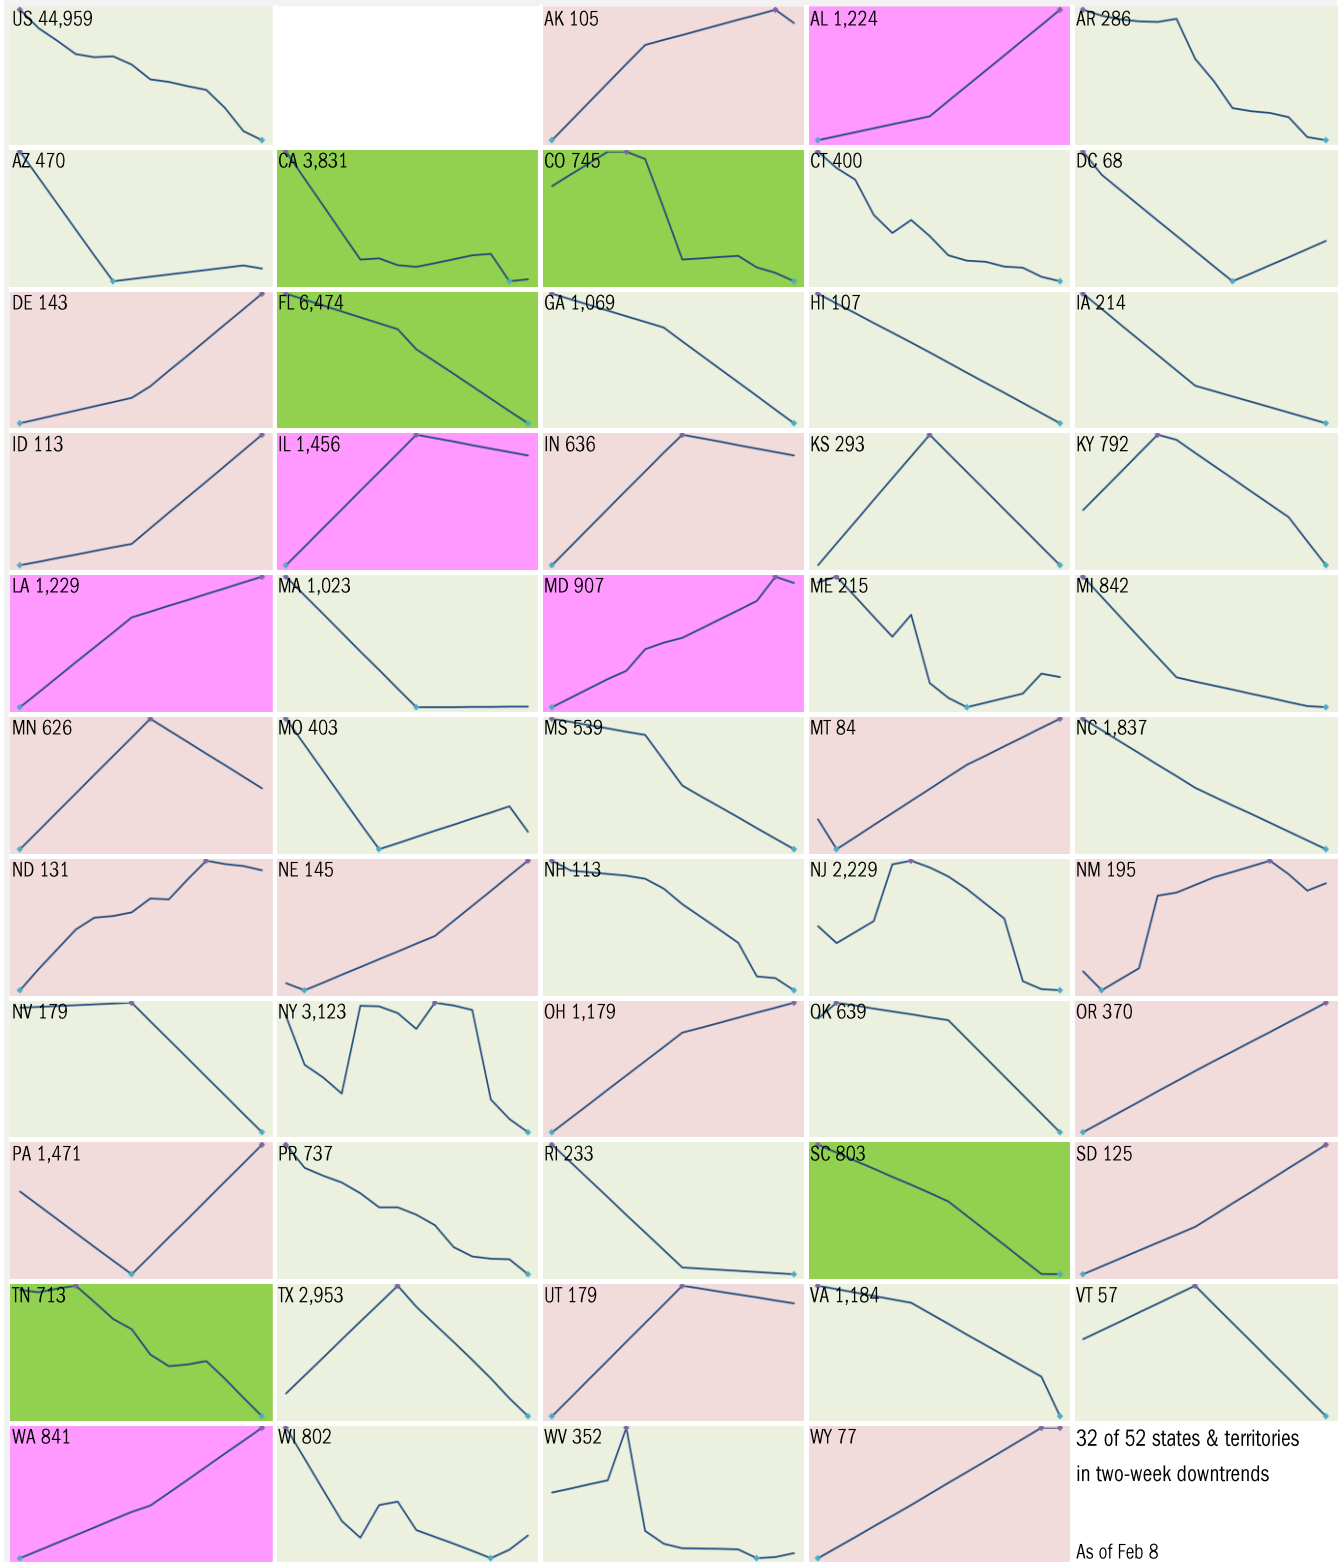 US 44,959
AK 105
AL 1,224
AR 286
AZ 470
CA 3,831
CO 745
CT 400
DC 68
DE 143
FL 6,474
GA 1,069
HI 107
IA 214
ID 113
IL 1,456
IN 636
KS 293
KY 792
LA 1,229
MA 1,023
MD 907
ME 215
MI 842
MN 626
MO 403
MS 539
MT 84
NC 1,837
ND 131
NE 145
NH 113
NJ 2,229
NM 195
NV 179
NY 3,123
OH 1,179
OK 639
OR 370
PA 1,471
PR 737
RI 233
SC 803
SD 125
TN 713
TX 2,953
UT 179
VA 1,184
VT 57
WA 841
WI 802
WV 352
WY 77
32 of 52 states & territories
in two-week downtrends
As of Feb 8